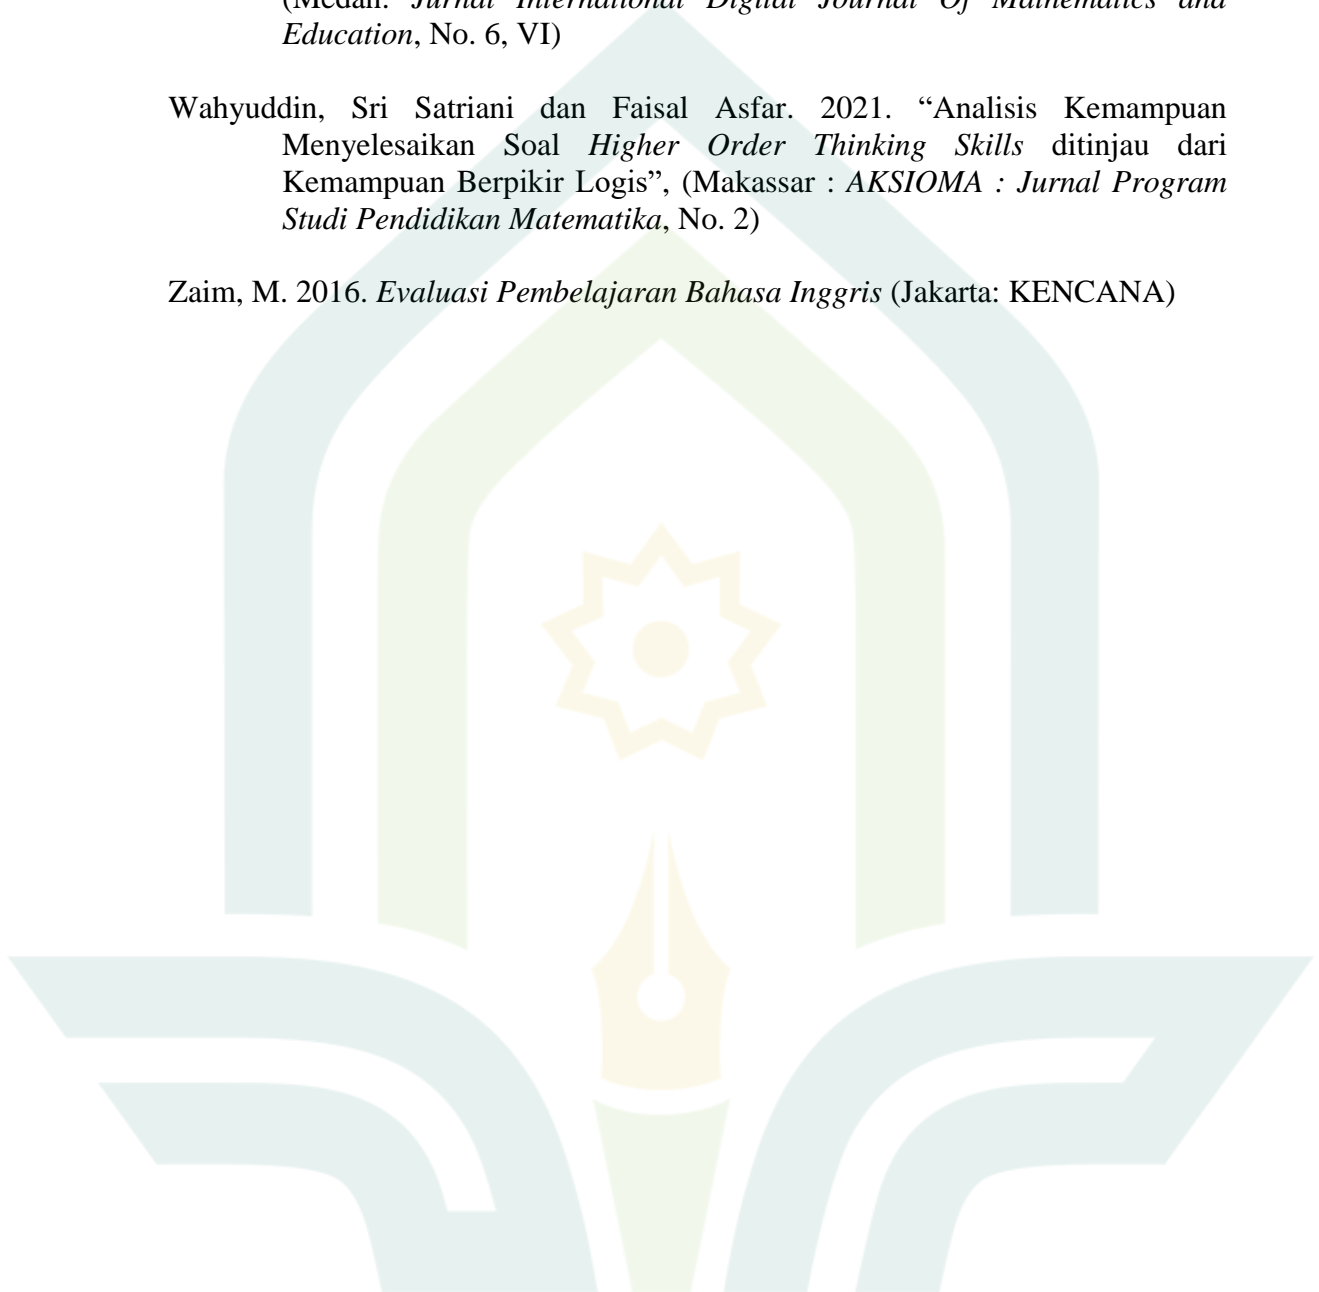 (Medan: Jurnal International Digital Journal Of Mathematics and
Education, No. 6, VI)
Wahyuddin, Sri Satriani dan Faisal Asfar. 2021. “Analisis Kemampuan
Menyelesaikan Soal Higher Order Thinking Skills ditinjau dari
Kemampuan Berpikir Logis”, (Makassar : AKSIOMA : Jurnal Program
Studi Pendidikan Matematika, No. 2)
Zaim, M. 2016. Evaluasi Pembelajaran Bahasa Inggris (Jakarta: KENCANA)